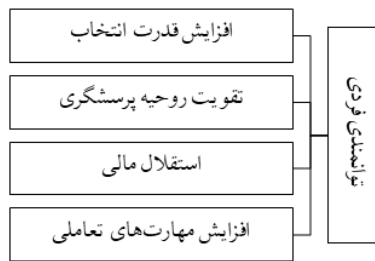 توانمندی فردی
افزایش قدرت انتخاب
تقویت روحیه پرسشگری
استقلال مالی
افزایش مهارت‌های تعاملی